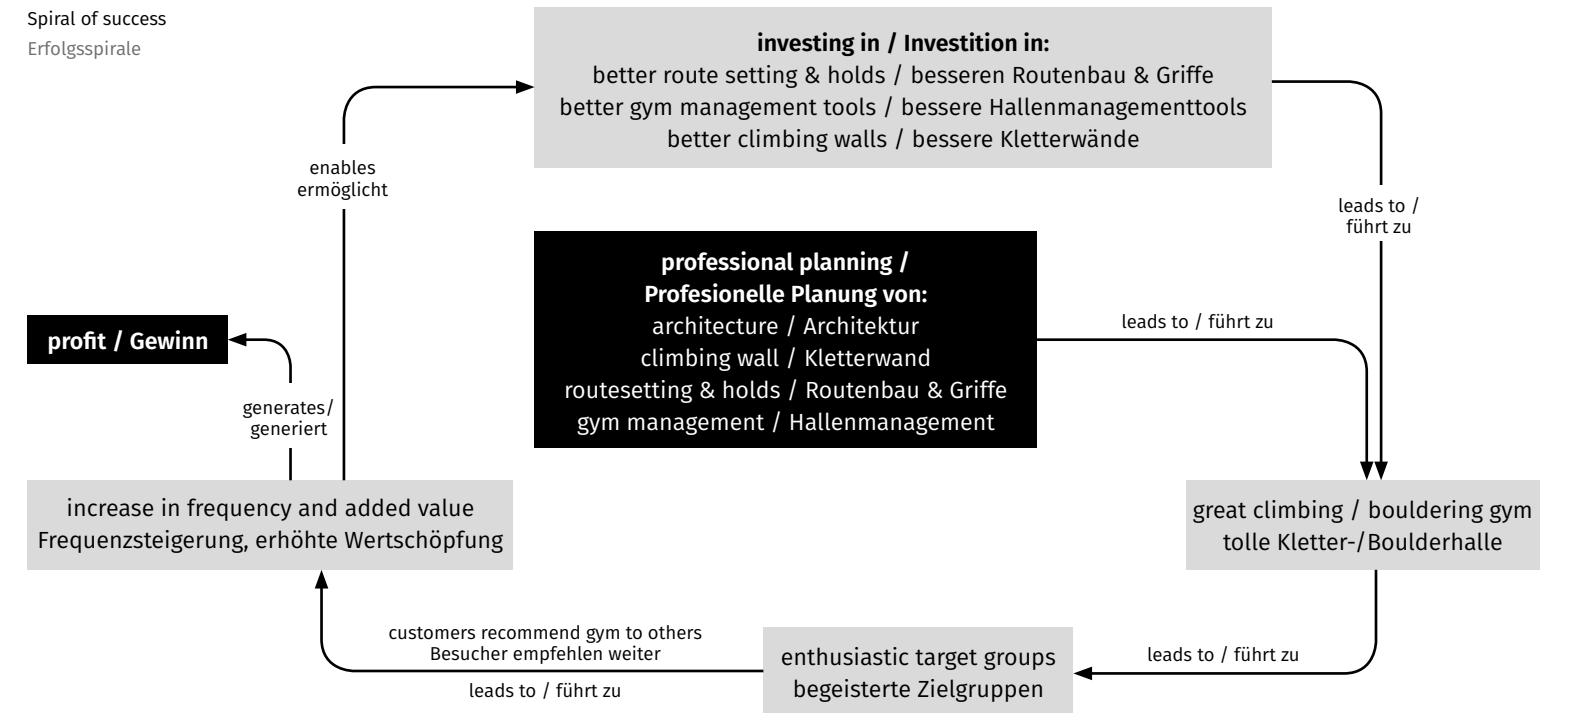 Spiral of success
Erfolgsspirale
investing in / Investition in:
better route setting & holds / besseren Routenbau & Griffe
better gym management tools / bessere Hallenmanagementtools
better climbing walls / bessere Kletterwände
enables
ermöglicht
leads to /
führt zu
professional planning /
Profesionelle Planung von:
architecture / Architektur
climbing wall / Kletterwand
routesetting & holds / Routenbau & Griffe
gym management / Hallenmanagement
leads to / führt zu
profit / Gewinn
generates/
generiert
increase in frequency and added value
Frequenzsteigerung, erhöhte Wertschöpfung
great climbing / bouldering gym
tolle Kletter-/Boulderhalle
customers recommend gym to others
Besucher empfehlen weiter
leads to / führt zu
enthusiastic target groups
begeisterte Zielgruppen
leads to / führt zu